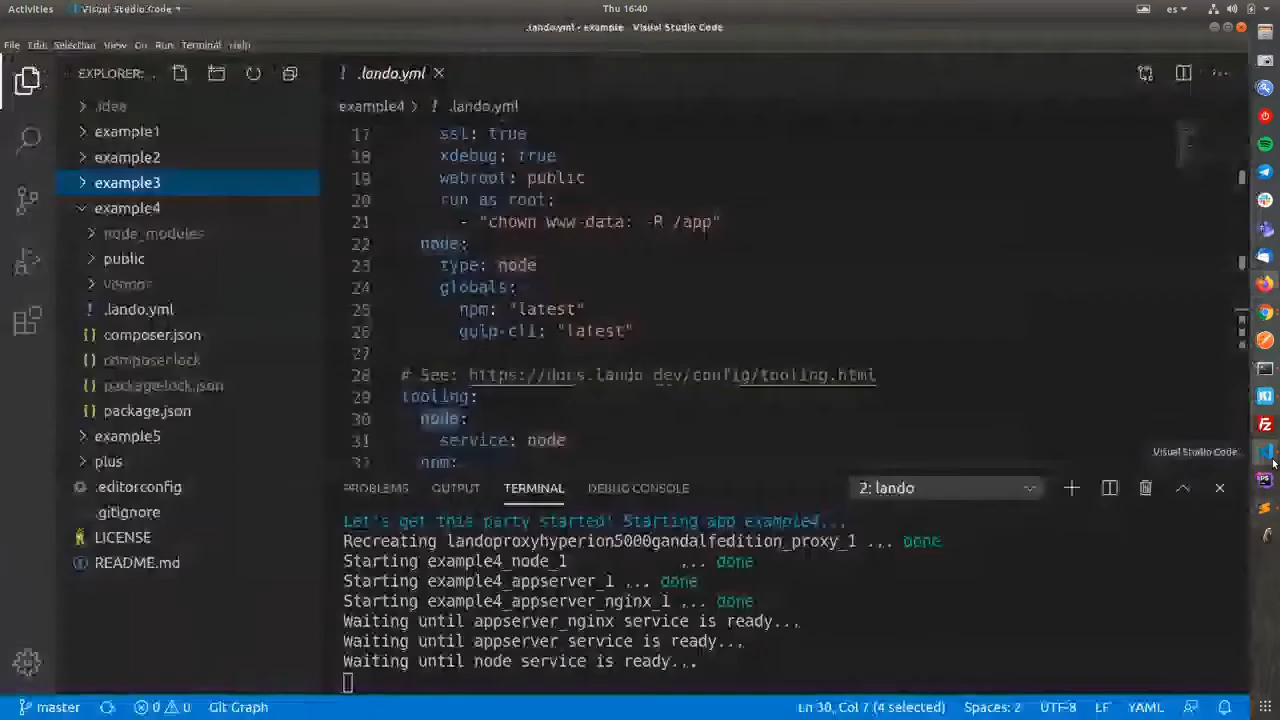 Activities
Visual Studio Code
Thu 16:40
es
.lando.yml - example - Visual Studio Code
File Edit Selection View Go Run Terminal Help
EXPLORER:
.lando.yml
example4 > ! .lando.yml
.idea
example1
example2
example3
example4
node_modules
public
vendor
.lando.yml
{} composer.json
{} composer.lock
{} package-lock.json
{} package.json
example5
plus
.editorconfig
.gitignore
LICENSE
README.md
17 ssl: true
18 xdebug: true
19 webroot: public
20 run_as_root:
21 - "chown www-data: -R /app"
22 node:
23 type: node
24 globals:
25 npm: "latest"
26 gulp-cli: "latest"
27
28 # See: https://docs.lando.dev/config/tooling.html
29 tooling:
30 node:
31 service: node
32 npm:
Visual Studio Code
PROBLEMS OUTPUT TERMINAL DEBUG CONSOLE
2: lando
Let's get this party started! Starting app example4...
Recreating landoproxyhyperion5000gandalfedition_proxy_1 ... done
Starting example4_node_1 ... done
Starting example4_appserver_1 ... done
Starting example4_appserver_nginx_1 ... done
Waiting until appserver_nginx service is ready...
Waiting until appserver service is ready...
Waiting until node service is ready...
master
0 0
Git Graph
Ln 30, Col 7 (4 selected)
Spaces: 2
UTF-8
LF
YAML